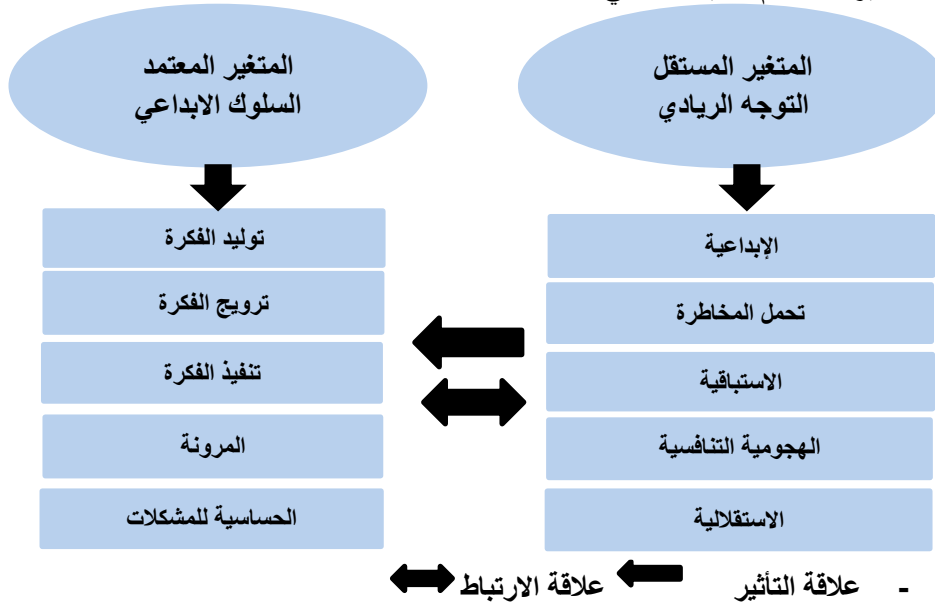 المتغير المستقل
التوجه الريادي
الإبداعية
تحمل المخاطرة
الاستباقية
الهجومية التنافسية
الاستقلالية
المتغير المعتمد
السلوك الابداعي
توليد الفكرة
ترويج الفكرة
تنفيذ الفكرة
المرونة
الحساسية للمشكلات
- علاقة التأثير علاقة الارتباط